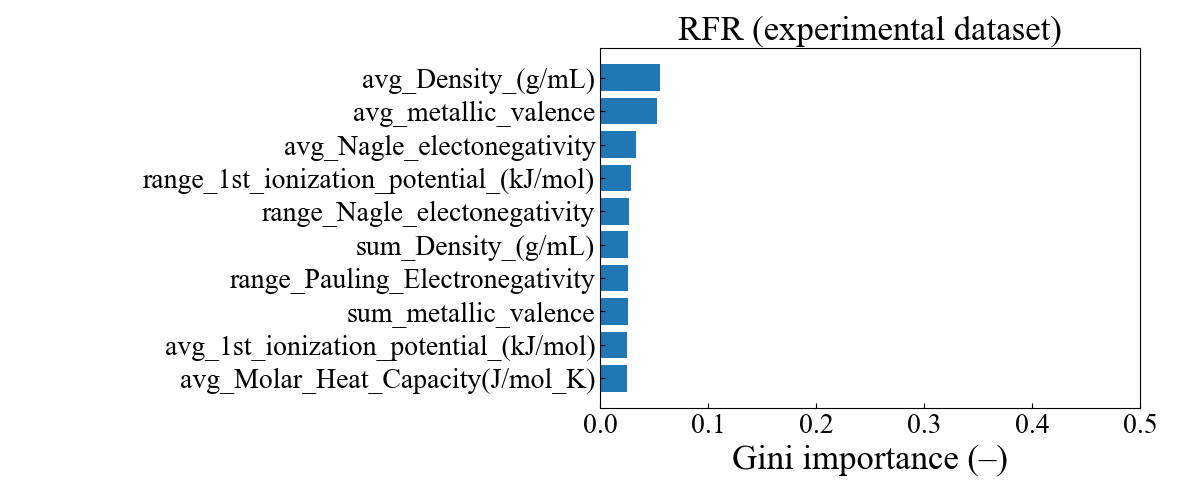 RFR (experimental dataset)
avg_Density_(g/mL)
avg_metallic_valence
avg_Nagle_electonegativity
range_1st_ionization_potential_(kJ/mol)
range_Nagle_electonegativity
sum_Density_(g/mL)
range_Pauling_Electronegativity
sum_metallic_valence
avg_1st_ionization_potential_(kJ/mol)
avg_Molar_Heat_Capacity(J/mol_K)
0.0 0.1 0.2 0.3 0.4 0.5
Gini importance (–)